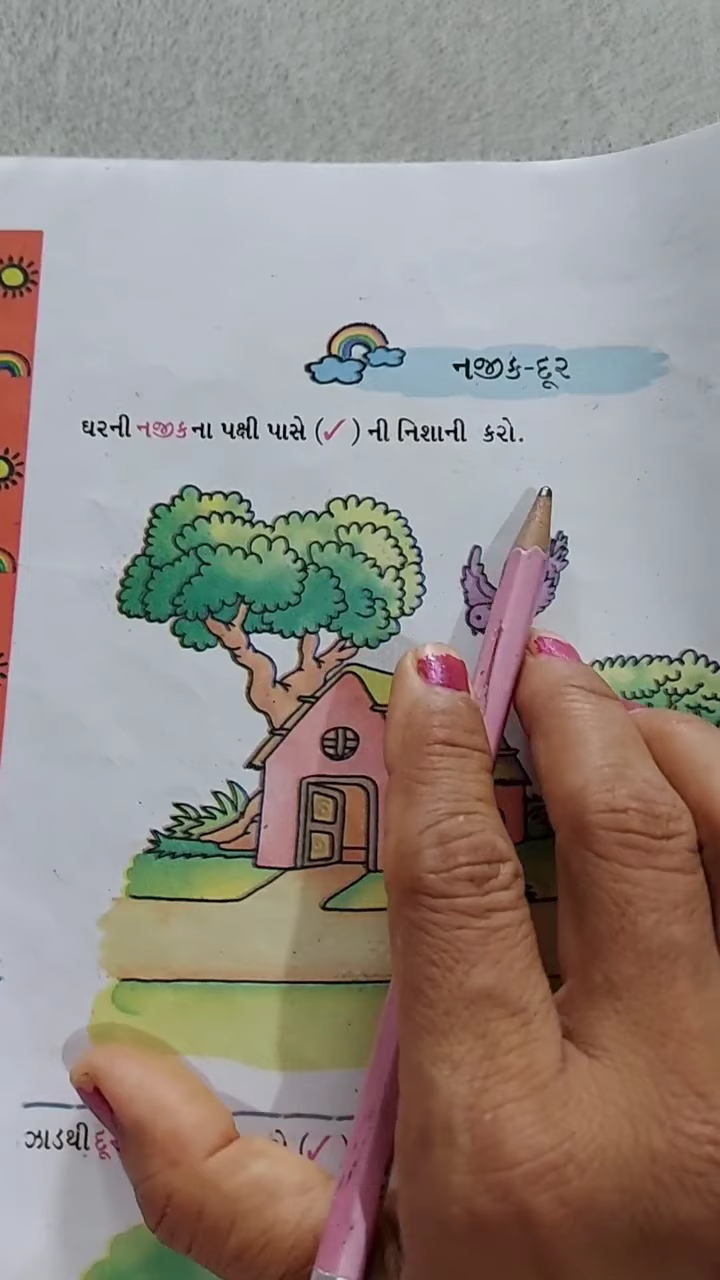 નજીક-દૂર
ઘરની નજીકના પક્ષી પાસે (✓) ની નિશાની કરો.
ઝાડથી (✓)